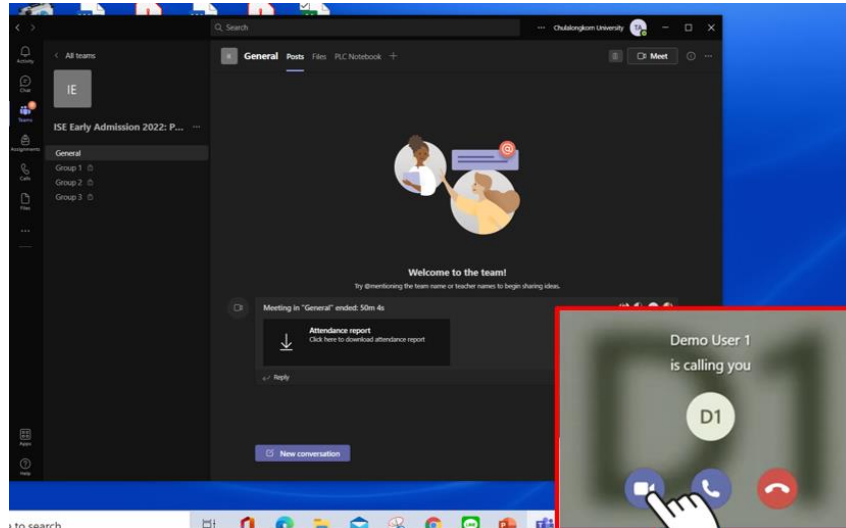 Search
Chulalongkorn University
TA
Activity
Chat
Teams
Assignments
Calls
Files
Apps
Help
All teams
IE
ISE Early Admission 2022: P...
General
Group 1
Group 2
Group 3
General Posts Files PLC Notebook
Meet
Welcome to the team!
Try @mentioning the team name or teacher names to begin sharing ideas.
Meeting in "General" ended: 50m 4s
Attendance report
Click here to download attendance report
Reply
New conversation
Demo User 1
is calling you
D1
to search